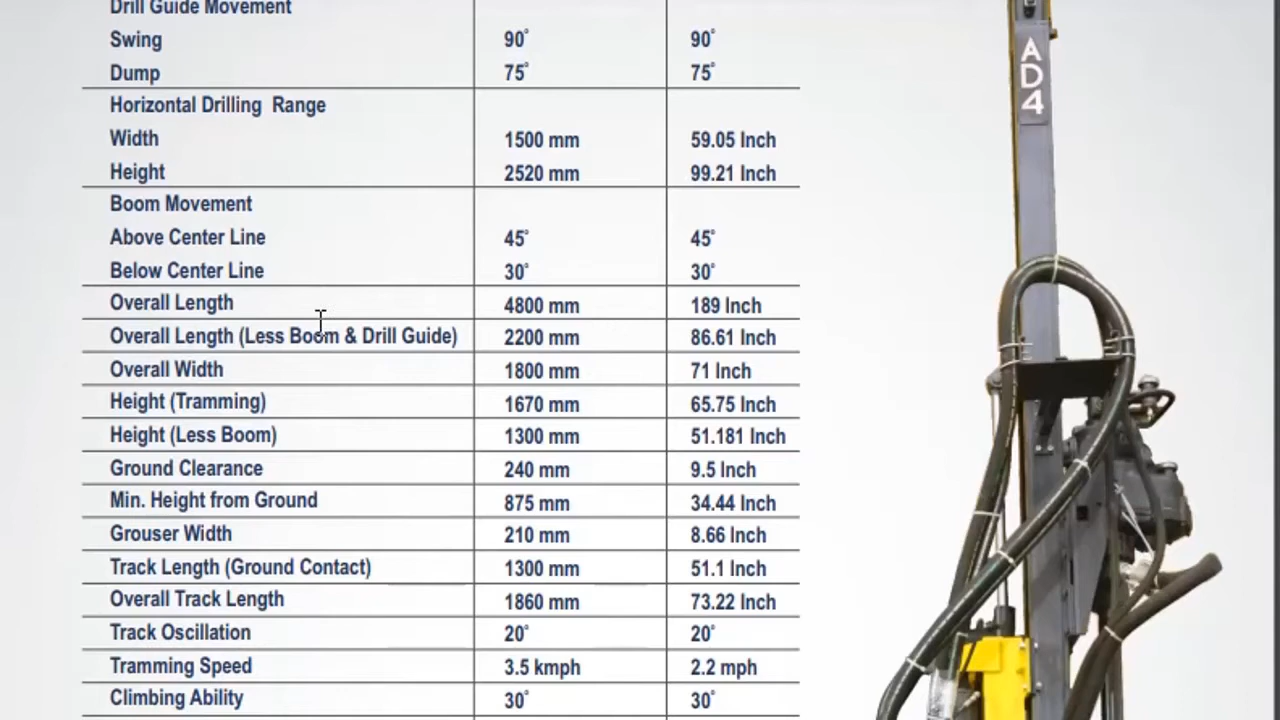 Drill Guide Movement
Swing 90° 90°
Dump 75° 75°
Horizontal Drilling Range
Width 1500 mm 59.05 Inch
Height 2520 mm 99.21 Inch
Boom Movement
Above Center Line 45° 45°
Below Center Line 30° 30°
Overall Length 4800 mm 189 Inch
Overall Length (Less Boom & Drill Guide) 2200 mm 86.61 Inch
Overall Width 1800 mm 71 Inch
Height (Tramming) 1670 mm 65.75 Inch
Height (Less Boom) 1300 mm 51.181 Inch
Ground Clearance 240 mm 9.5 Inch
Min. Height from Ground 875 mm 34.44 Inch
Grouser Width 210 mm 8.66 Inch
Track Length (Ground Contact) 1300 mm 51.1 Inch
Overall Track Length 1860 mm 73.22 Inch
Track Oscillation 20° 20°
Tramming Speed 3.5 kmph 2.2 mph
Climbing Ability 30° 30°
AD4